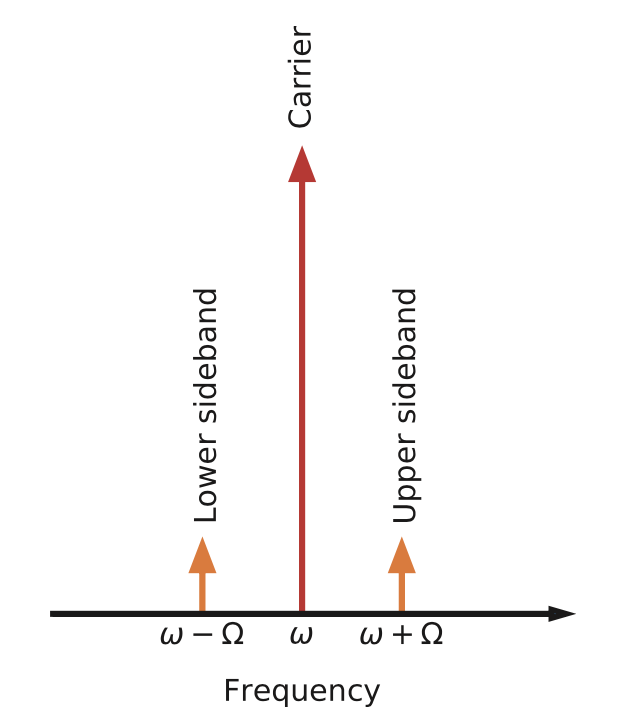 Carrier
Lower sideband
Upper sideband
ω − Ω
ω
ω + Ω
Frequency